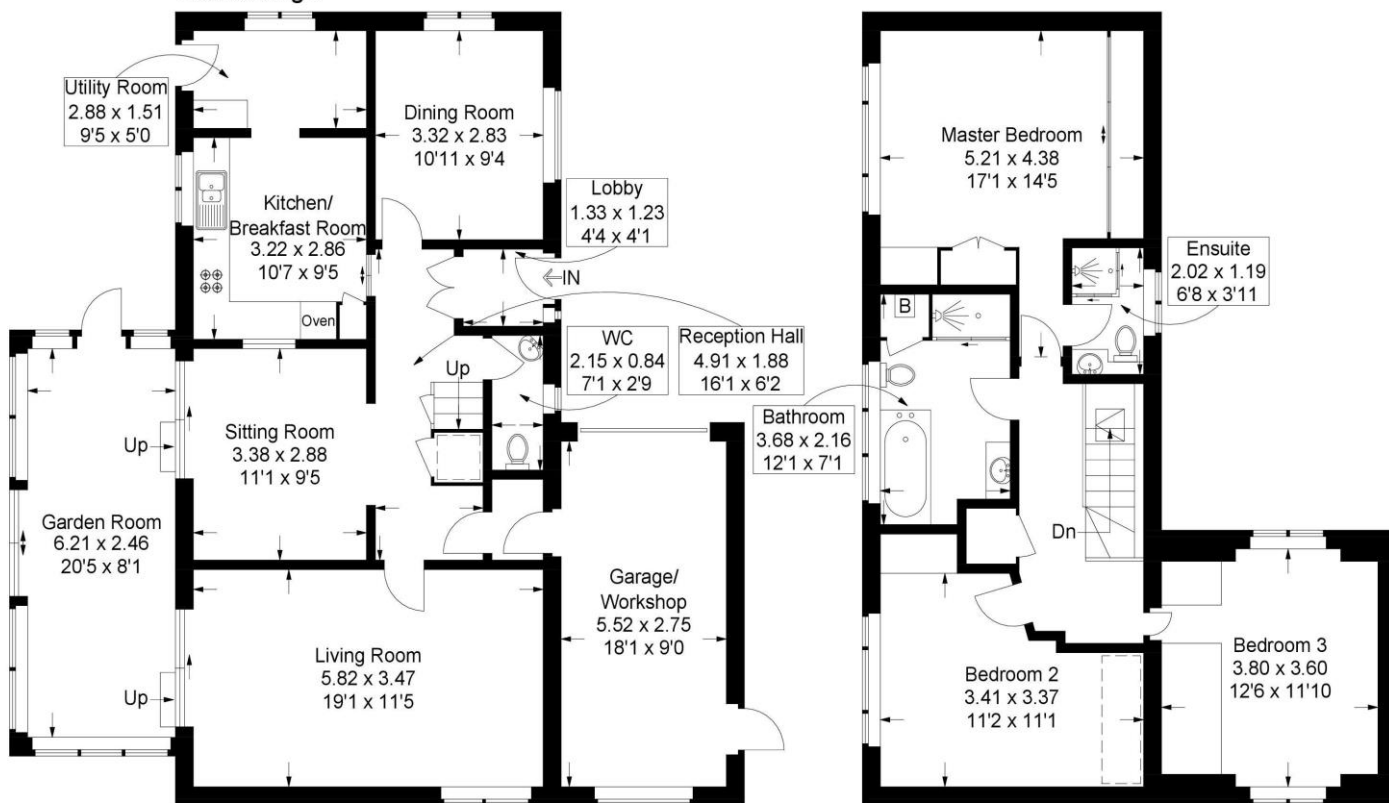 Utility Room
2.88 x 1.51
9'5 x 5'0
Dining Room
3.32 x 2.83
10'11 x 9'4
Kitchen/
Breakfast Room
3.22 x 2.86
10'7 x 9'5
Oven
Lobby
1.33 x 1.23
4'4 x 4'1
IN
WC
2.15 x 0.84
7'1 x 2'9
Reception Hall
4.91 x 1.88
16'1 x 6'2
Up
Sitting Room
3.38 x 2.88
11'1 x 9'5
Up
Garden Room
6.21 x 2.46
20'5 x 8'1
Up
Living Room
5.82 x 3.47
19'1 x 11'5
Garage/
Workshop
5.52 x 2.75
18'1 x 9'0
Master Bedroom
5.21 x 4.38
17'1 x 14'5
Ensuite
2.02 x 1.19
6'8 x 3'11
B
Bathroom
3.68 x 2.16
12'1 x 7'1
Dn
Bedroom 2
3.41 x 3.37
11'2 x 11'1
Bedroom 3
3.80 x 3.60
12'6 x 11'10